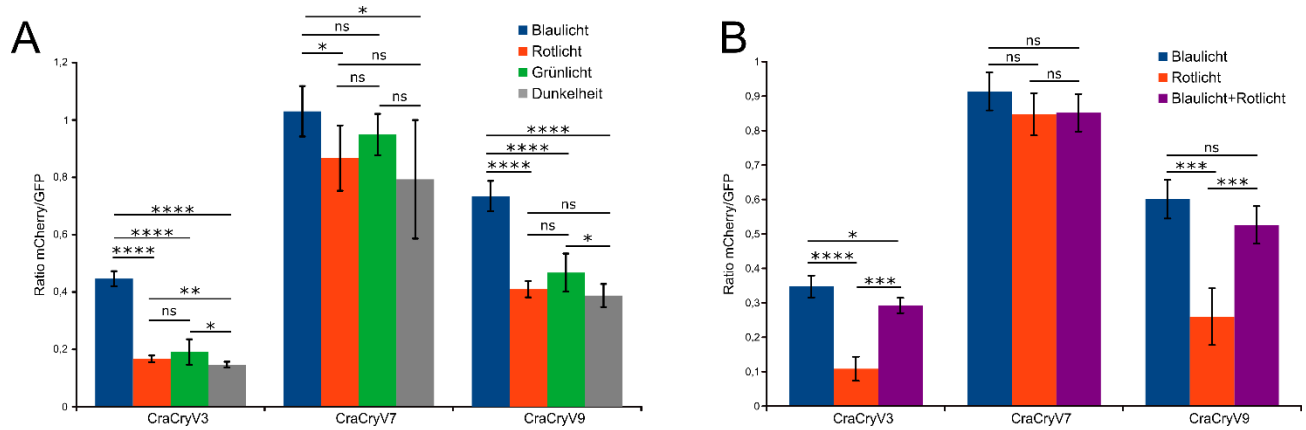 A
Blaulicht
Rotlicht
Grünlicht
Dunkelheit
Ratio mCherry/GFP
1,2
1
0,8
0,6
0,4
0,2
0
****
****
****
**
ns
*
*
ns
*
ns
ns
ns
****
****
****
ns
ns
*
CraCryV3
CraCryV7
CraCryV9
B
Blaulicht
Rotlicht
Blaulicht+Rotlicht
Ratio mCherry/GFP
1
0,9
0,8
0,7
0,6
0,5
0,4
0,3
0,2
0,1
0
*
****
***
ns
ns
ns
ns
***
***
CraCryV3
CraCryV7
CraCryV9